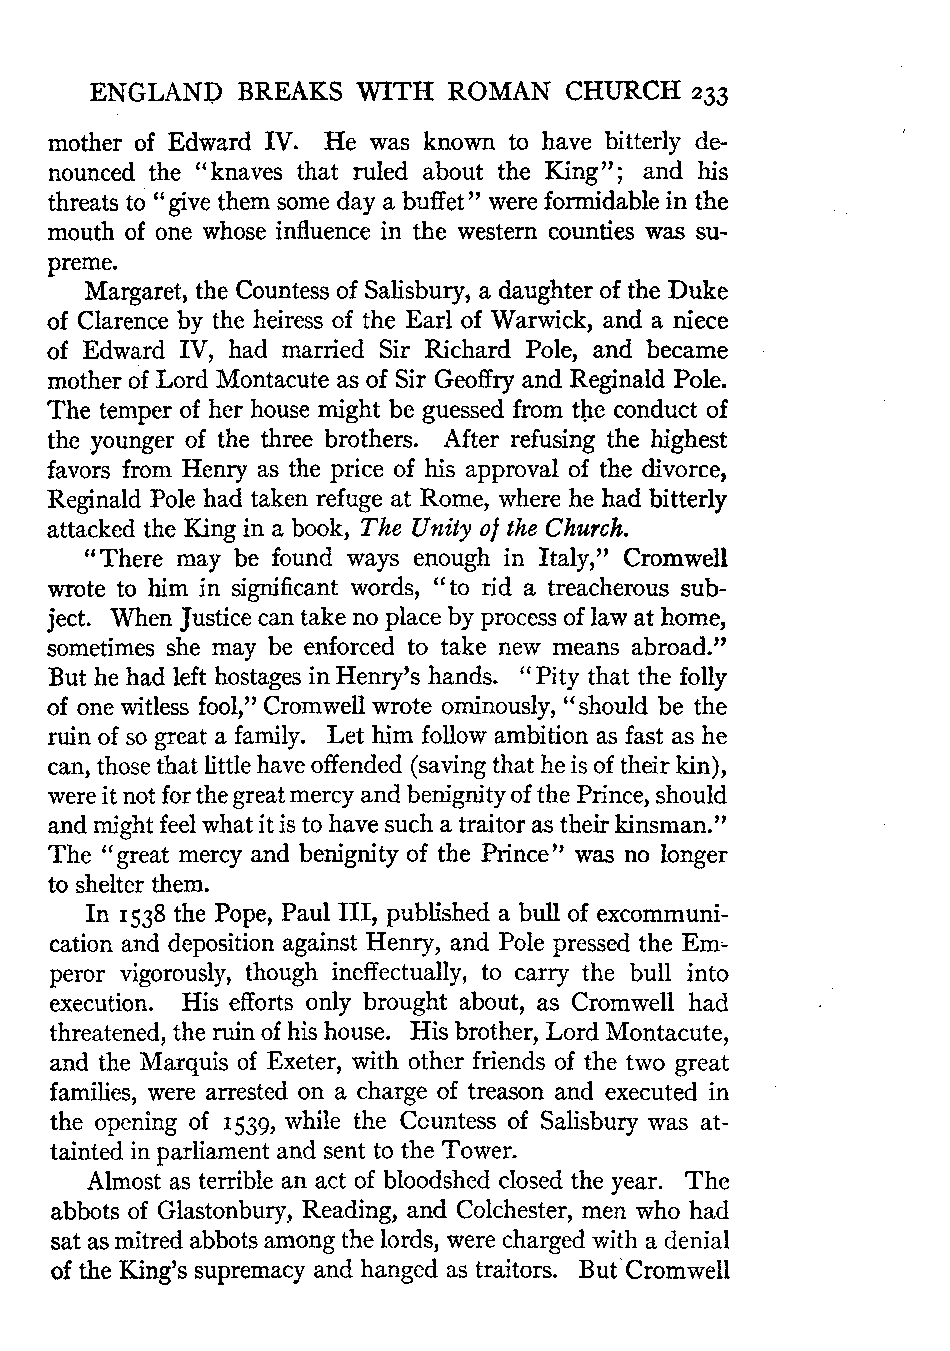 ENGLAND BREAKS WITH ROMAN CHURCH 233
mother of Edward IV. He was known to have bitterly de-
nounced the "knaves that ruled about the King"; and his
threats to "give them some day a buffet" were formidable in the
mouth of one whose influence in the western counties was su-
preme.
Margaret, the Countess of Salisbury, a daughter of the Duke
of Clarence by the heiress of the Earl of Warwick, and a niece
of Edward IV, had married Sir Richard Pole, and became
mother of Lord Montacute as of Sir Geoffry and Reginald Pole.
The temper of her house might be guessed from the conduct of
the younger of the three brothers. After refusing the highest
favors from Henry as the price of his approval of the divorce,
Reginald Pole had taken refuge at Rome, where he had bitterly
attacked the King in a book, The Unity of the Church.
"There may be found ways enough in Italy," Cromwell
wrote to him in significant words, "to rid a treacherous sub-
ject. When Justice can take no place by process of law at home,
sometimes she may be enforced to take new means abroad."
But he had left hostages in Henry's hands. "Pity that the folly
of one witless fool," Cromwell wrote ominously, "should be the
ruin of so great a family. Let him follow ambition as fast as he
can, those that little have offended (saving that he is of their kin),
were it not for the great mercy and benignity of the Prince, should
and might feel what it is to have such a traitor as their kinsman."
The "great mercy and benignity of the Prince" was no longer
to shelter them.
In 1538 the Pope, Paul III, published a bull of excommuni-
cation and deposition against Henry, and Pole pressed the Em-
peror vigorously, though ineffectually, to carry the bull into
execution. His efforts only brought about, as Cromwell had
threatened, the ruin of his house. His brother, Lord Montacute,
and the Marquis of Exeter, with other friends of the two great
families, were arrested on a charge of treason and executed in
the opening of 1539, while the Countess of Salisbury was at-
tainted in parliament and sent to the Tower.
Almost as terrible an act of bloodshed closed the year. The
abbots of Glastonbury, Reading, and Colchester, men who had
sat as mitred abbots among the lords, were charged with a denial
of the King's supremacy and hanged as traitors. But Cromwell